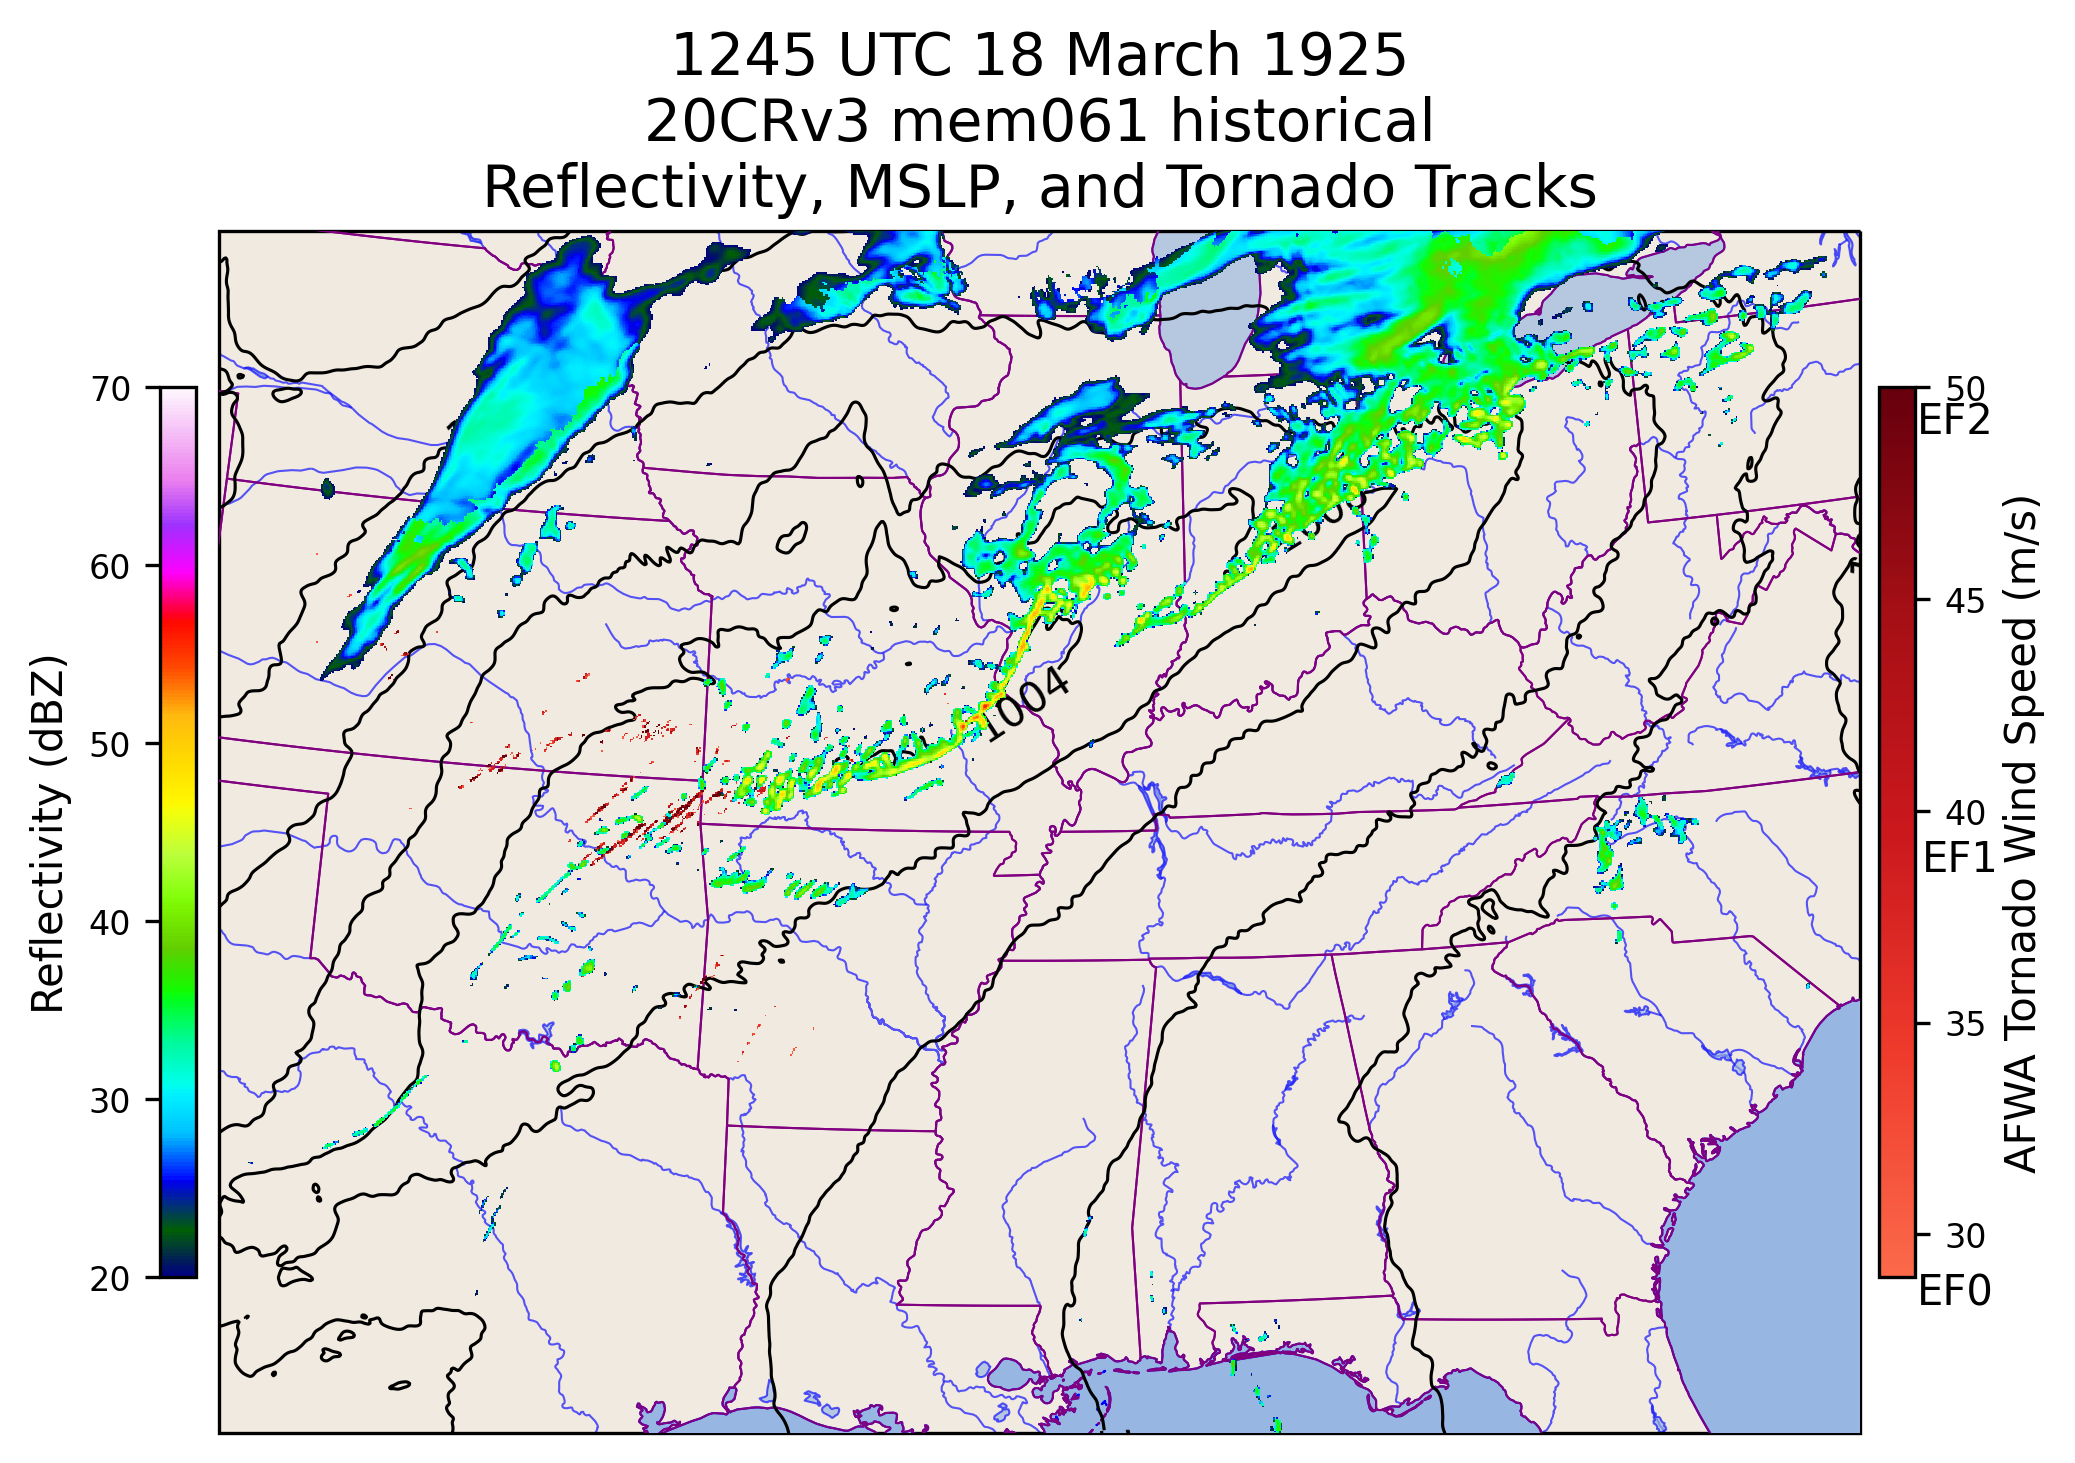 1245 UTC 18 March 1925
20CRv3 mem061 historical
Reflectivity, MSLP, and Tornado Tracks
70
60
50
40
30
20
Reflectivity (dBZ)
1004
50
EF2
45
40
EF1
35
30
EF0
AFWA Tornado Wind Speed (m/s)